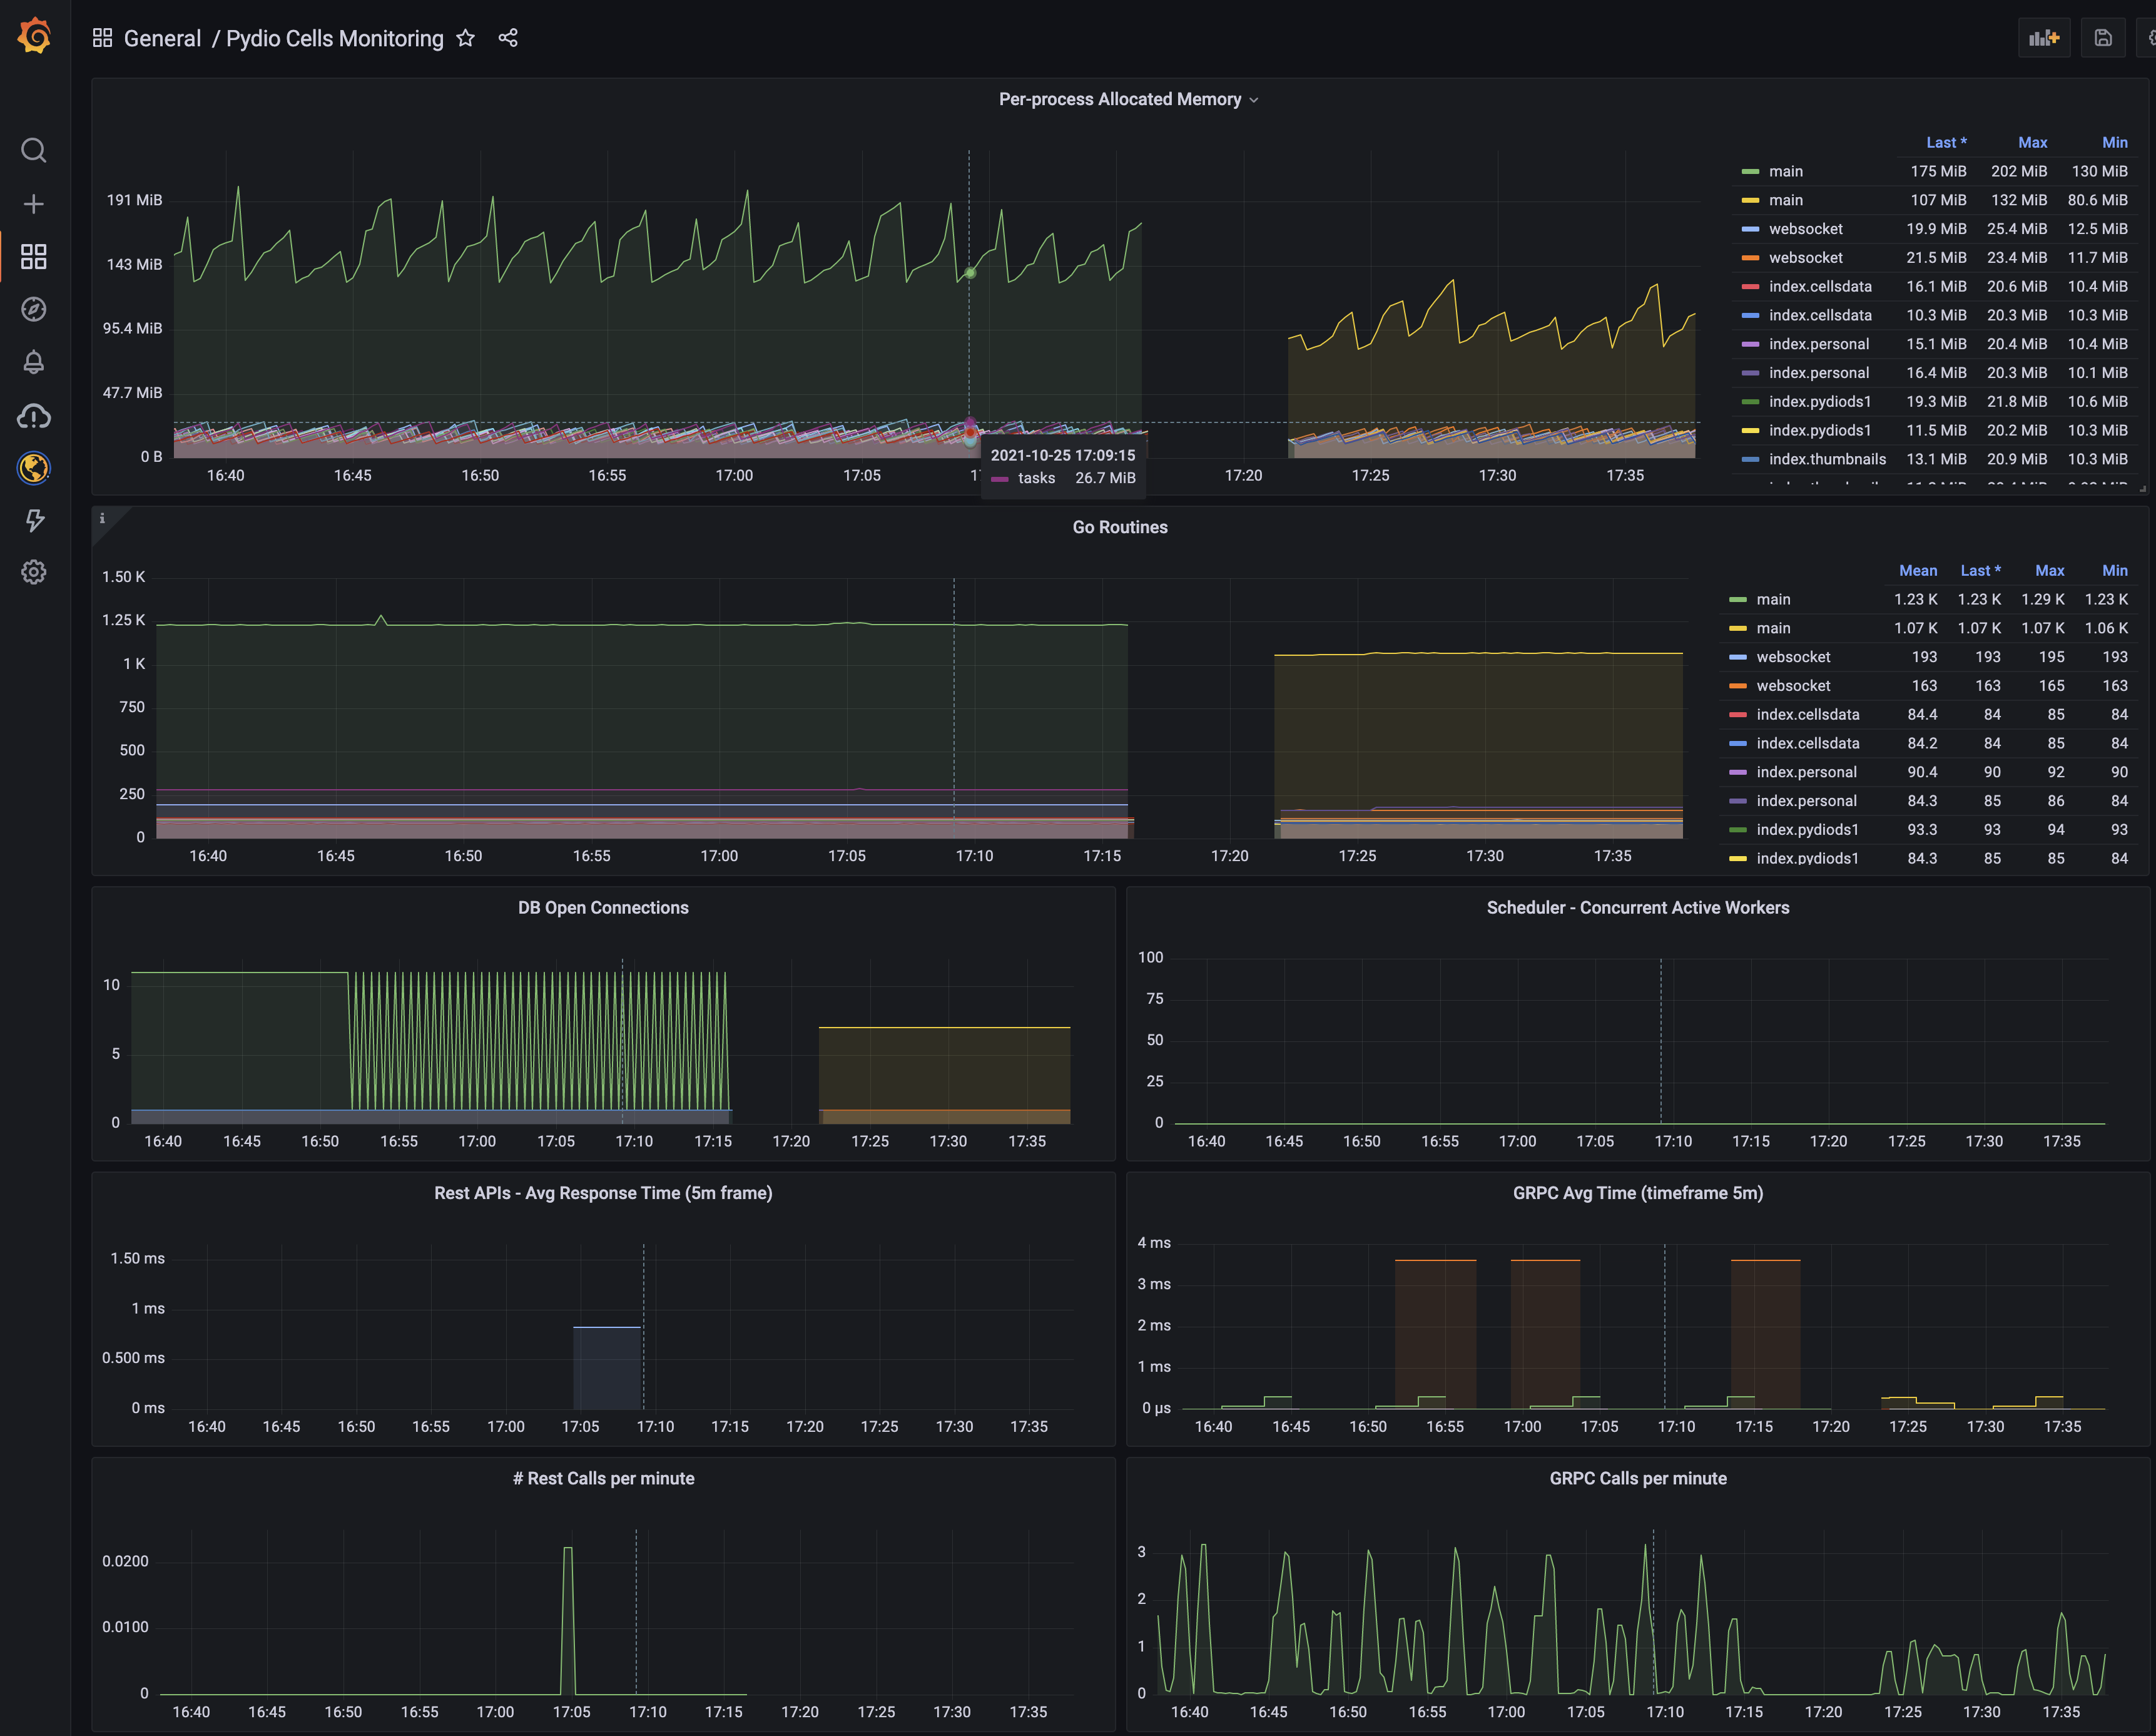 General / Pydio Cells Monitoring
Per-process Allocated Memory
Last * Max Min
main 175 MiB 202 MiB 130 MiB
main 107 MiB 132 MiB 80.6 MiB
websocket 19.9 MiB 25.4 MiB 12.5 MiB
websocket 21.5 MiB 23.4 MiB 11.7 MiB
index.cellsdata 16.1 MiB 20.6 MiB 10.4 MiB
index.cellsdata 10.3 MiB 20.3 MiB 10.3 MiB
index.personal 15.1 MiB 20.4 MiB 10.4 MiB
index.personal 16.4 MiB 20.3 MiB 10.1 MiB
index.pydiods1 19.3 MiB 21.8 MiB 10.6 MiB
index.pydiods1 11.5 MiB 20.2 MiB 10.3 MiB
index.thumbnails 13.1 MiB 20.9 MiB 10.3 MiB
191 MiB
143 MiB
95.4 MiB
47.7 MiB
0 B
16:40 16:45 16:50 16:55 17:00 17:05 17:20 17:25 17:30 17:35
2021-10-25 17:09:15
tasks 26.7 MiB
Go Routines
Mean Last * Max Min
main 1.23 K 1.23 K 1.29 K 1.23 K
main 1.07 K 1.07 K 1.07 K 1.06 K
websocket 193 193 195 193
websocket 163 163 165 163
index.cellsdata 84.4 84 85 84
index.cellsdata 84.2 84 85 84
index.personal 90.4 90 92 90
index.personal 84.3 85 86 84
index.pydiods1 93.3 93 94 93
index.pydiods1 84.3 85 85 84
1.50 K
1.25 K
1 K
750
500
250
0
16:40 16:45 16:50 16:55 17:00 17:05 17:10 17:15 17:20 17:25 17:30 17:35
DB Open Connections
10
5
0
16:40 16:45 16:50 16:55 17:00 17:05 17:10 17:15 17:20 17:25 17:30 17:35
Scheduler - Concurrent Active Workers
100
75
50
25
0
16:40 16:45 16:50 16:55 17:00 17:05 17:10 17:15 17:20 17:25 17:30 17:35
Rest APIs - Avg Response Time (5m frame)
1.50 ms
1 ms
0.500 ms
0 ms
16:40 16:45 16:50 16:55 17:00 17:05 17:10 17:15 17:20 17:25 17:30 17:35
GRPC Avg Time (timeframe 5m)
4 ms
3 ms
2 ms
1 ms
0 µs
16:40 16:45 16:50 16:55 17:00 17:05 17:10 17:15 17:20 17:25 17:30 17:35
# Rest Calls per minute
0.0200
0.0100
0
16:40 16:45 16:50 16:55 17:00 17:05 17:10 17:15 17:20 17:25 17:30 17:35
GRPC Calls per minute
3
2
1
0
16:40 16:45 16:50 16:55 17:00 17:05 17:10 17:15 17:20 17:25 17:30 17:35